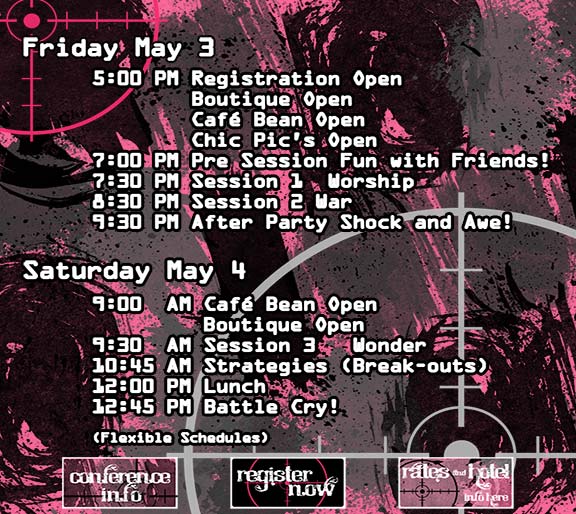 Friday May 3
5:00 PM Registration Open
Boutique Open
Café Bean Open
Chic Pic's Open
7:00 PM Pre Session Fun with Friends!
7:30 PM Session 1 Worship
8:30 PM Session 2 War
9:30 PM After Party Shock and Awe!
Saturday May 4
9:00 AM Café Bean Open
Boutique Open
9:30 AM Session 3 Wonder
10:45 AM Strategies (Break-outs)
12:00 PM Lunch
12:45 PM Battle Cry!
(Flexible Schedules)
conference info
register now
rates and hotel info here